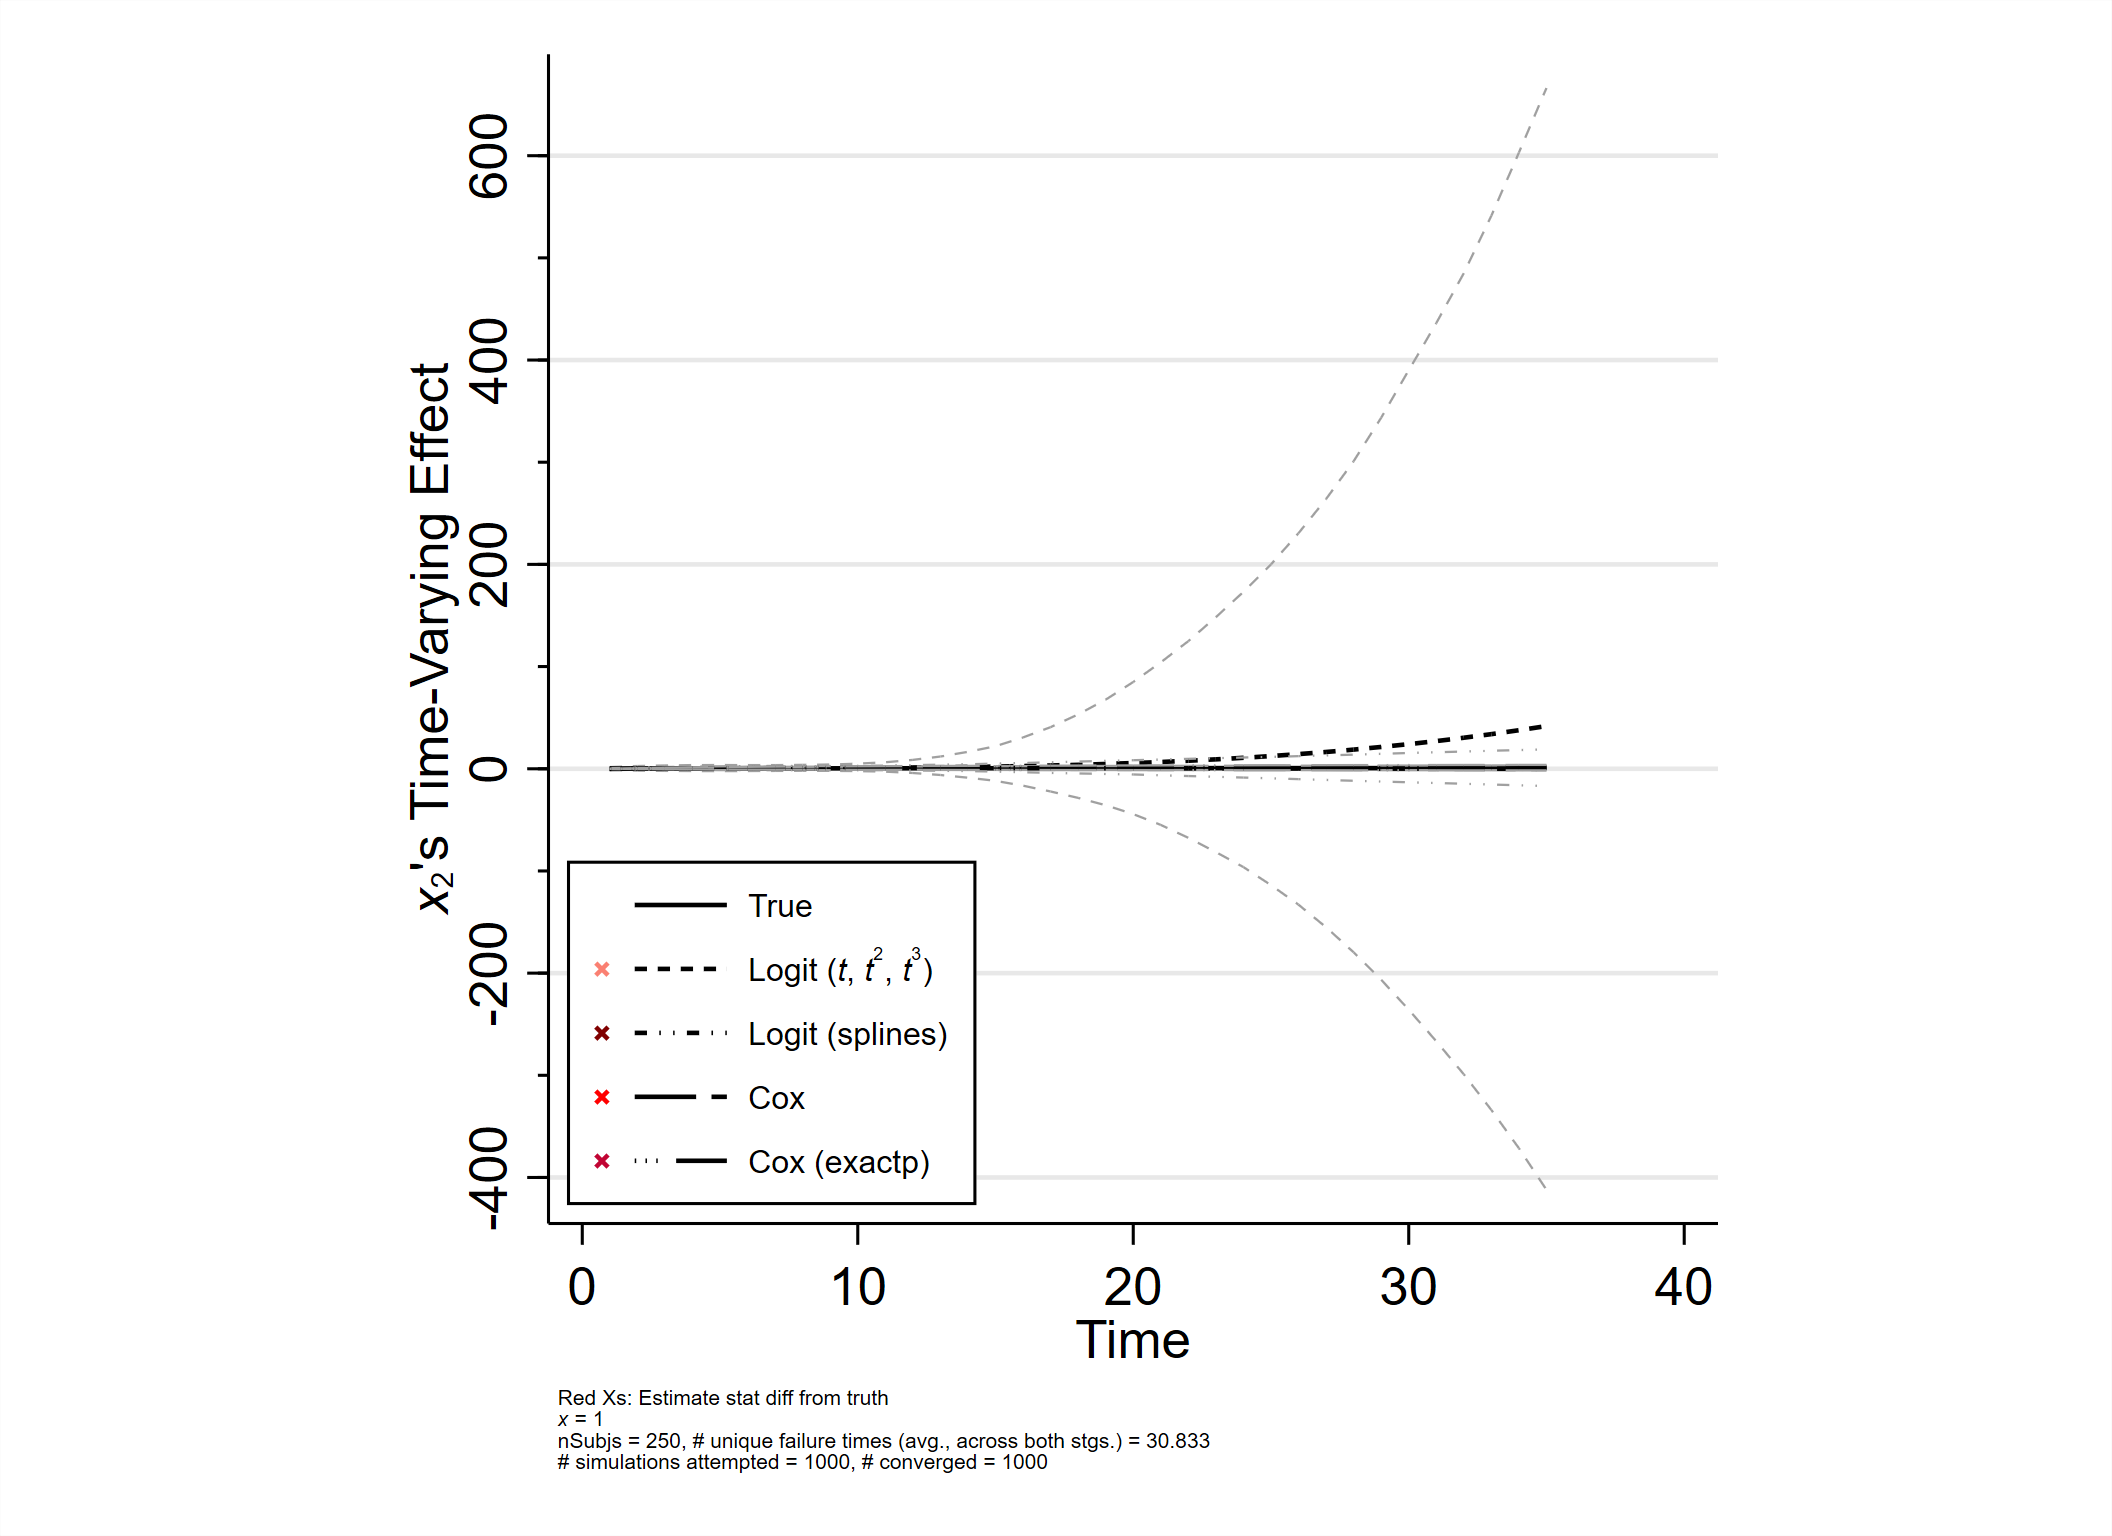 x2's Time-Varying Effect
600
400
200
0
-200
-400
True
Logit (t, t², t³)
Logit (splines)
Cox
Cox (exactp)
0 10 20 30 40
Time
Red Xs: Estimate stat diff from truth
x = 1
nSubjs = 250, # unique failure times (avg., across both stgs.) = 30.833
# simulations attempted = 1000, # converged = 1000